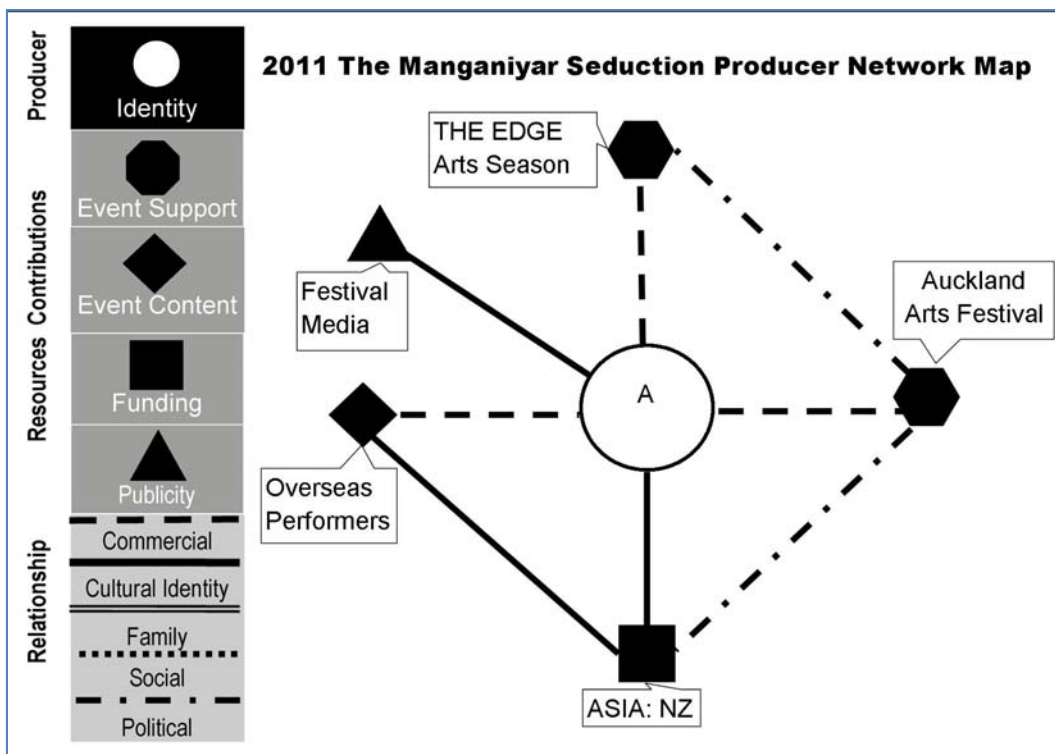 2011 The Manganiyar Seduction Producer Network Map
Producer
Identity
Resources Contributions
Event Support
Event Content
Funding
Publicity
Relationship
Commercial
Cultural Identity
Family
Social
Political
THE EDGE
Arts Season
Festival
Media
Auckland
Arts Festival
A
Overseas
Performers
ASIA: NZ